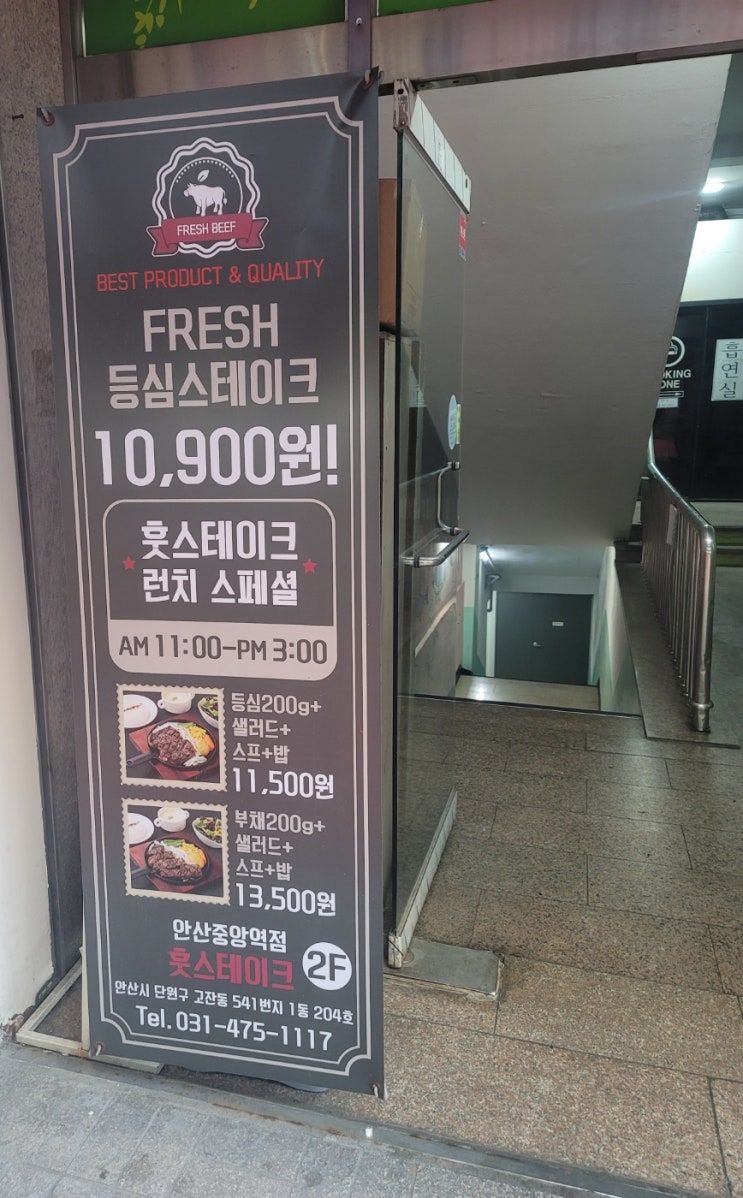 FRESH BEEF
BEST PRODUCT & QUALITY
FRESH
등심스테이크
10,900원!
훗스테이크
런치 스페셜
AM 11:00-PM 3:00
등심200g+
샐러드+
스프+밥
11,500원
부채200g+
샐러드+
스프+밥
13,500원
안산중앙역점
훗스테이크 2F
안산시 단원구 고잔동 541번지 1동 204호
Tel. 031-475-1117
흡연실